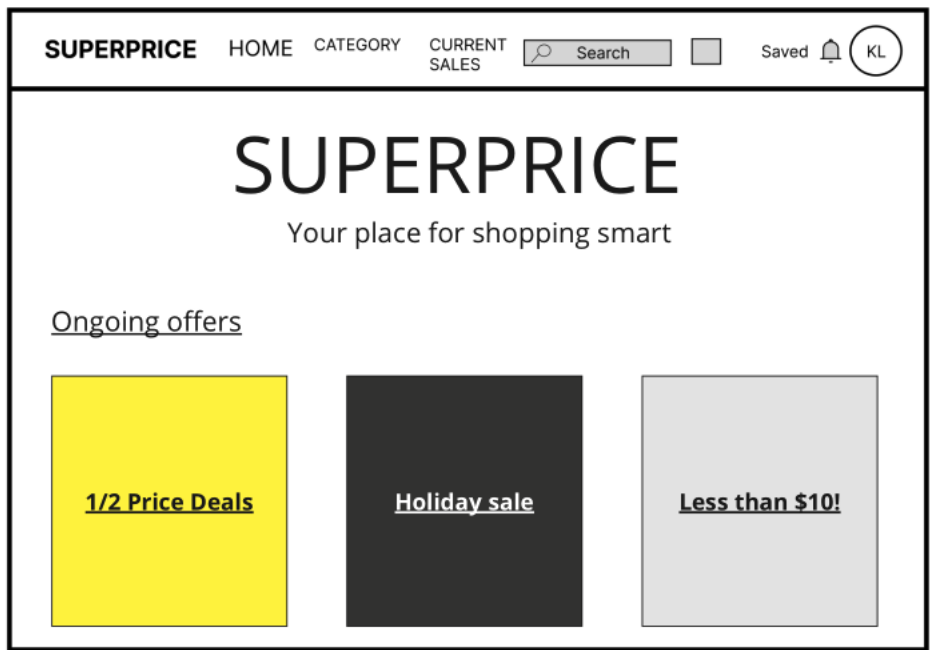 SUPERPRICE
HOME
CATEGORY
CURRENT
SALES
Search
Saved
KL
SUPERPRICE
Your place for shopping smart
Ongoing offers
1/2 Price Deals
Holiday sale
Less than $10!